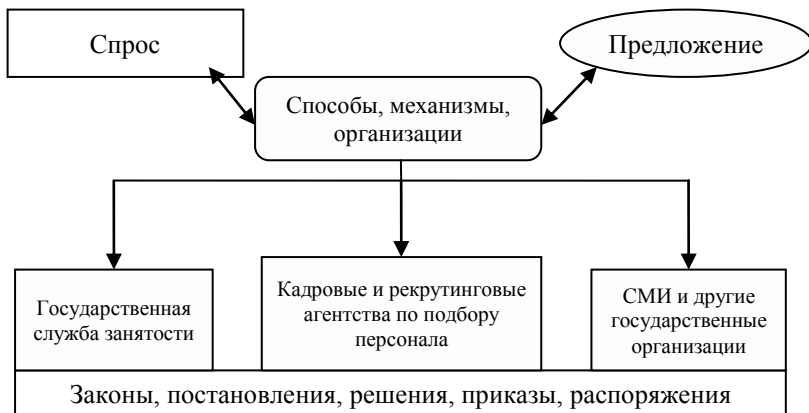 Спрос
Предложение
Способы, механизмы,
организации
Государственная
служба занятости
Кадровые и рекрутинговые
агентства по подбору
персонала
СМИ и другие
государственные
организации
Законы, постановления, решения, приказы, распоряжения